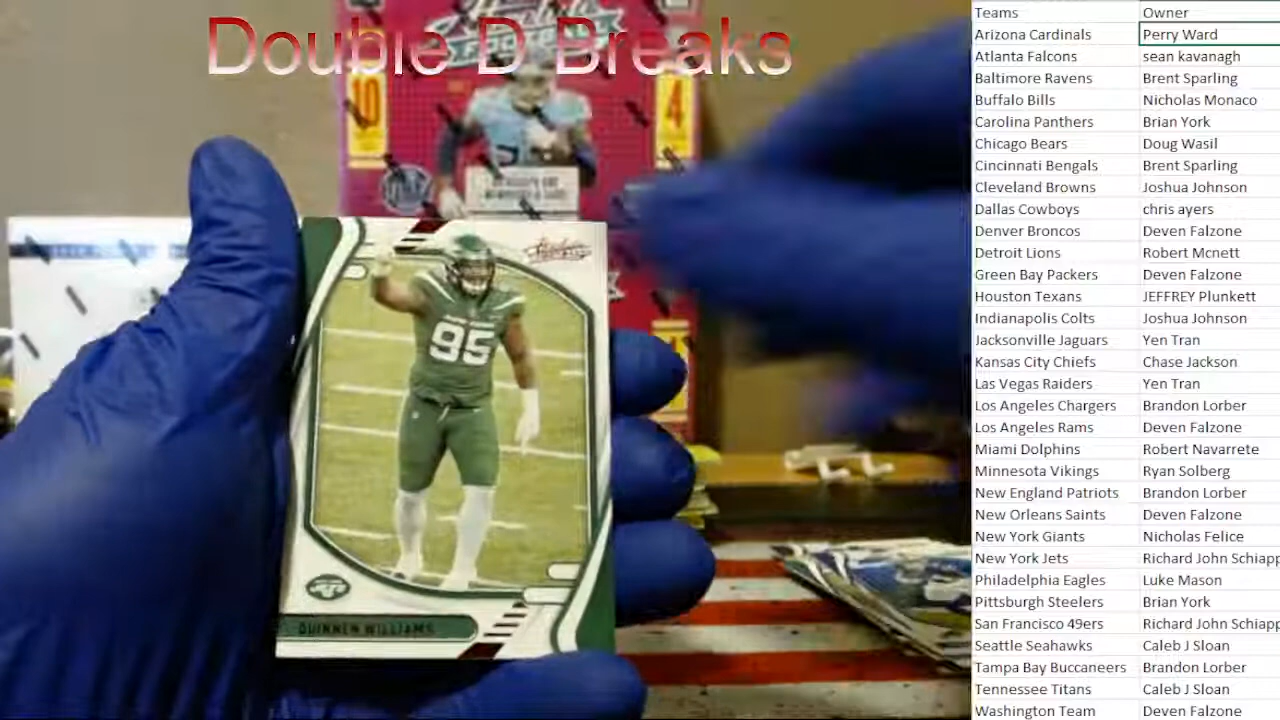 Double D Breaks
Absolute
FOOTBALL
10
4
95
QUINNEN WILLIAMS
Teams Owner
Arizona Cardinals Perry Ward
Atlanta Falcons sean kavanagh
Baltimore Ravens Brent Sparling
Buffalo Bills Nicholas Monaco
Carolina Panthers Brian York
Chicago Bears Doug Wasil
Cincinnati Bengals Brent Sparling
Cleveland Browns Joshua Johnson
Dallas Cowboys chris ayers
Denver Broncos Deven Falzone
Detroit Lions Robert Mcnett
Green Bay Packers Deven Falzone
Houston Texans JEFFREY Plunkett
Indianapolis Colts Joshua Johnson
Jacksonville Jaguars Yen Tran
Kansas City Chiefs Chase Jackson
Las Vegas Raiders Yen Tran
Los Angeles Chargers Brandon Lorber
Los Angeles Rams Deven Falzone
Miami Dolphins Robert Navarrete
Minnesota Vikings Ryan Solberg
New England Patriots Brandon Lorber
New Orleans Saints Deven Falzone
New York Giants Nicholas Felice
New York Jets Richard John Schiapp
Philadelphia Eagles Luke Mason
Pittsburgh Steelers Brian York
San Francisco 49ers Richard John Schiapp
Seattle Seahawks Caleb J Sloan
Tampa Bay Buccaneers Brandon Lorber
Tennessee Titans Caleb J Sloan
Washington Team Deven Falzone